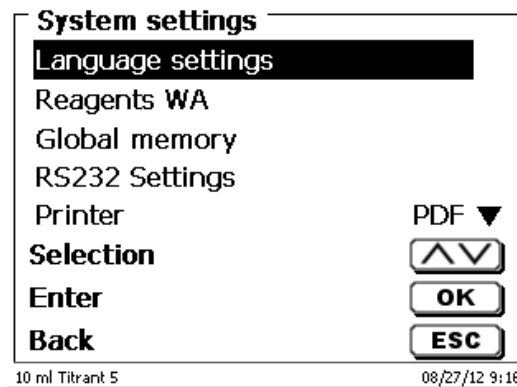 System settings
Language settings
Reagents WA
Global memory
RS232 Settings
Printer PDF ▼
Selection
Enter OK
Back ESC
10 ml Titrant 5 08/27/12 9:16